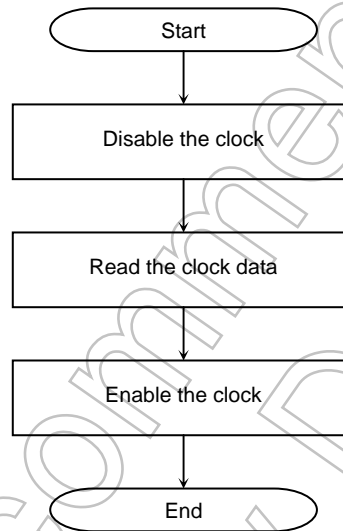 Start
Disable the clock
Read the clock data
Enable the clock
End